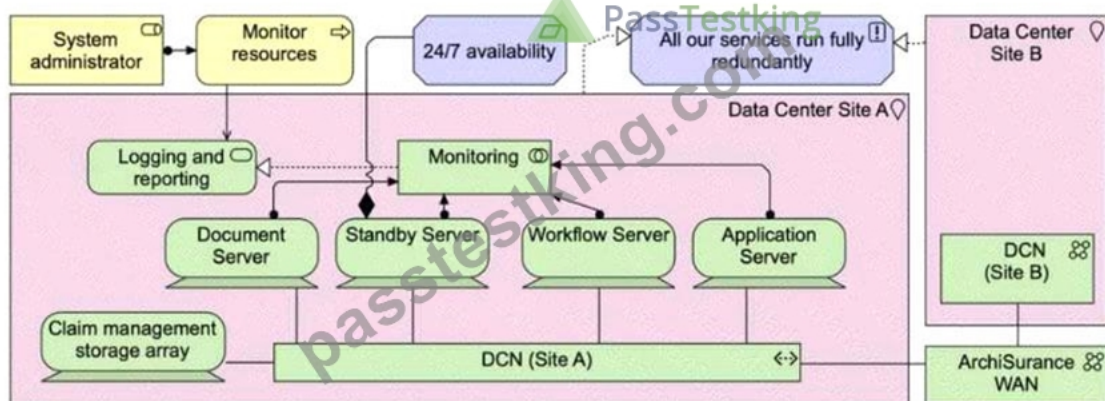 PassTestking
System
administrator
Monitor
resources
24/7 availability
All our services run fully
redundantly
Data Center
Site B
Data Center Site A
Logging and
reporting
Monitoring
Document
Server
Standby Server
Workflow Server
Application
Server
DCN
(Site B)
Claim management
storage array
DCN (Site A)
ArchiSurance
WAN
passtestking.com